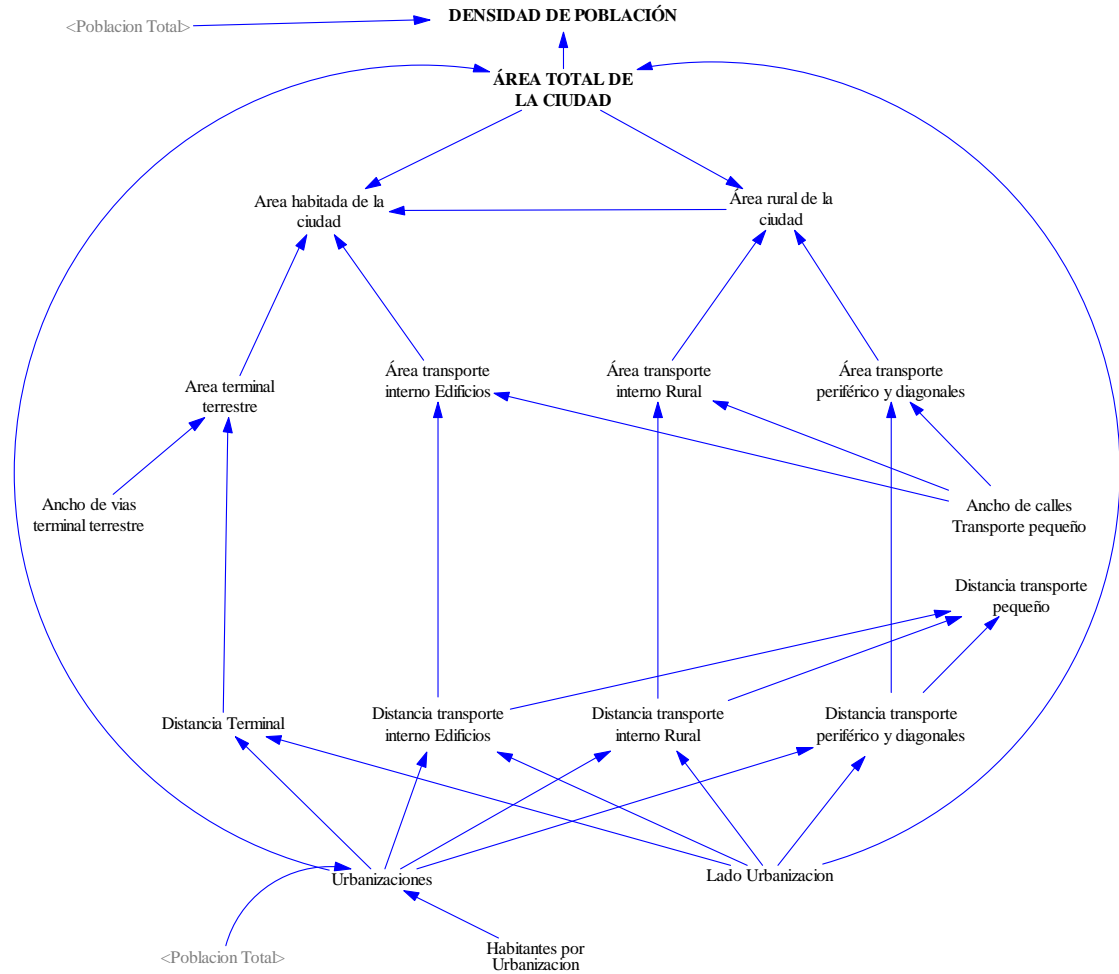 <Poblacion Total>
DENSIDAD DE POBLACIÓN
ÁREA TOTAL DE
LA CIUDAD
Area habitada de la
ciudad
Área rural de la
ciudad
Area terminal
terrestre
Área transporte
interno Edificios
Área transporte
interno Rural
Área transporte
periférico y diagonales
Ancho de vias
terminal terrestre
Ancho de calles
Transporte pequeño
Distancia transporte
pequeño
Distancia Terminal
Distancia transporte
interno Edificios
Distancia transporte
interno Rural
Distancia transporte
periférico y diagonales
Urbanizaciones
Lado Urbanizacion
<Poblacion Total>
Habitantes por
Urbanizacion